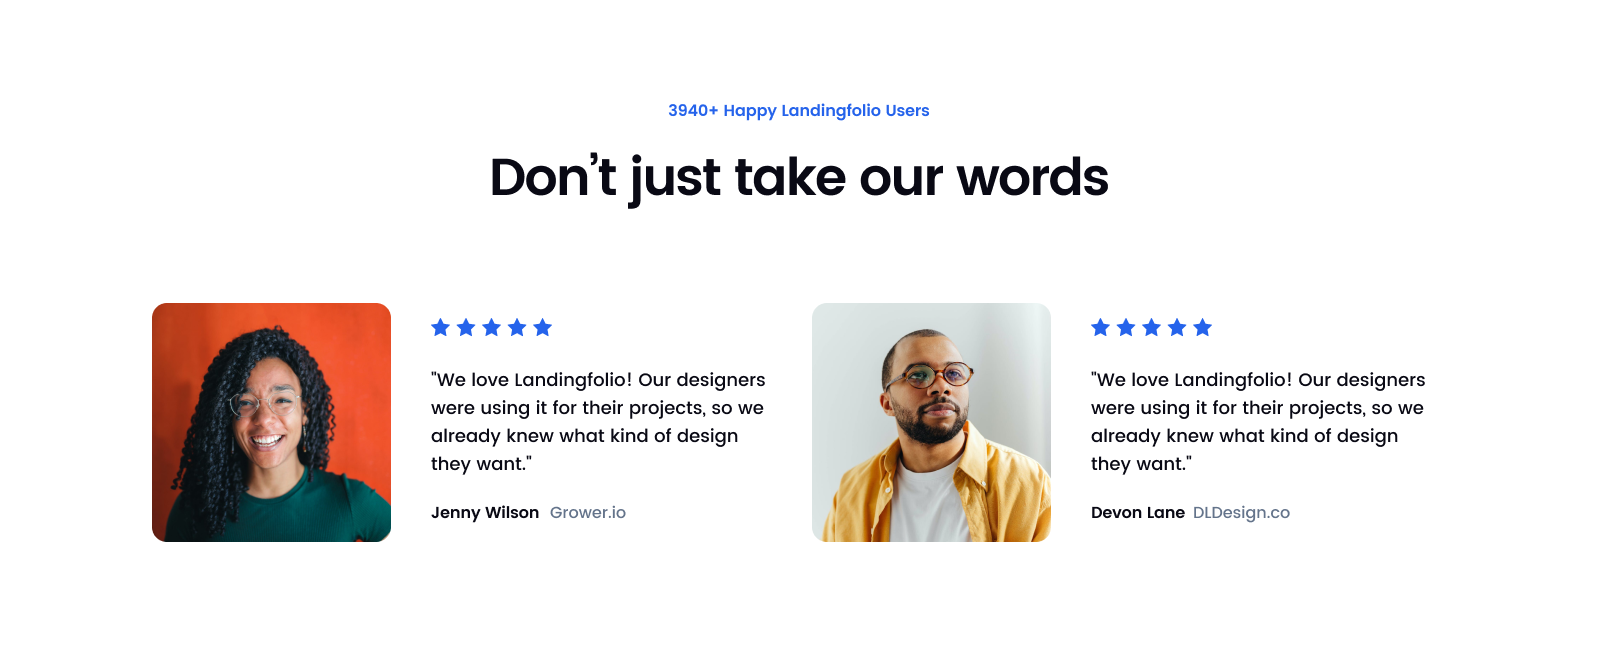 3940+ Happy Landingfolio Users
Don’t just take our words
"We love Landingfolio! Our designers
were using it for their projects, so we
already knew what kind of design
they want."
Jenny Wilson Grower.io
"We love Landingfolio! Our designers
were using it for their projects, so we
already knew what kind of design
they want."
Devon Lane DLDesign.co